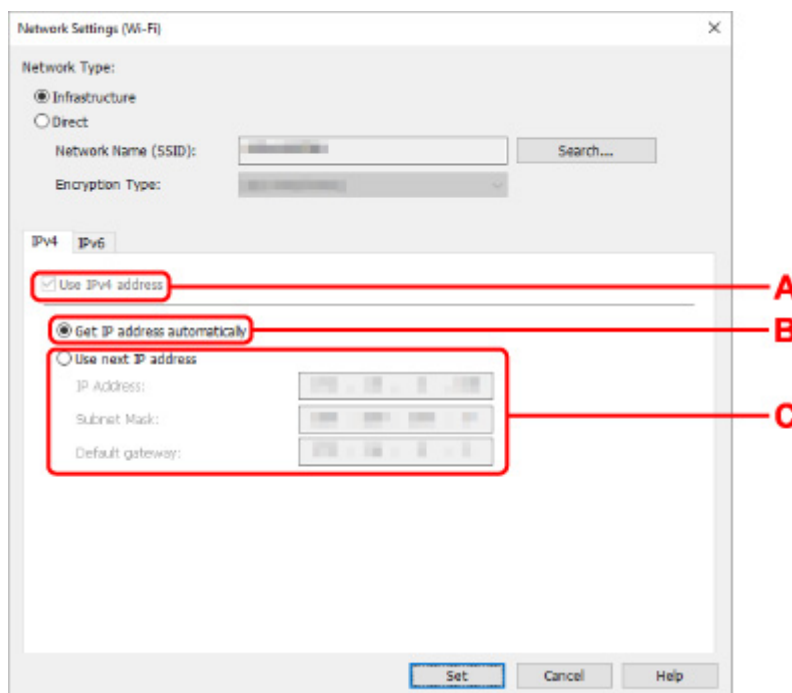 Network Settings (Wi-Fi)
Network Type:
Infrastructure
Direct
Network Name (SSID):
Search...
Encryption Type:
IPv4 IPv6
Use IPv4 address
A
Get IP address automatically
B
Use next IP address
IP Address:
Subnet Mask:
C
Default gateway:
Set Cancel Help